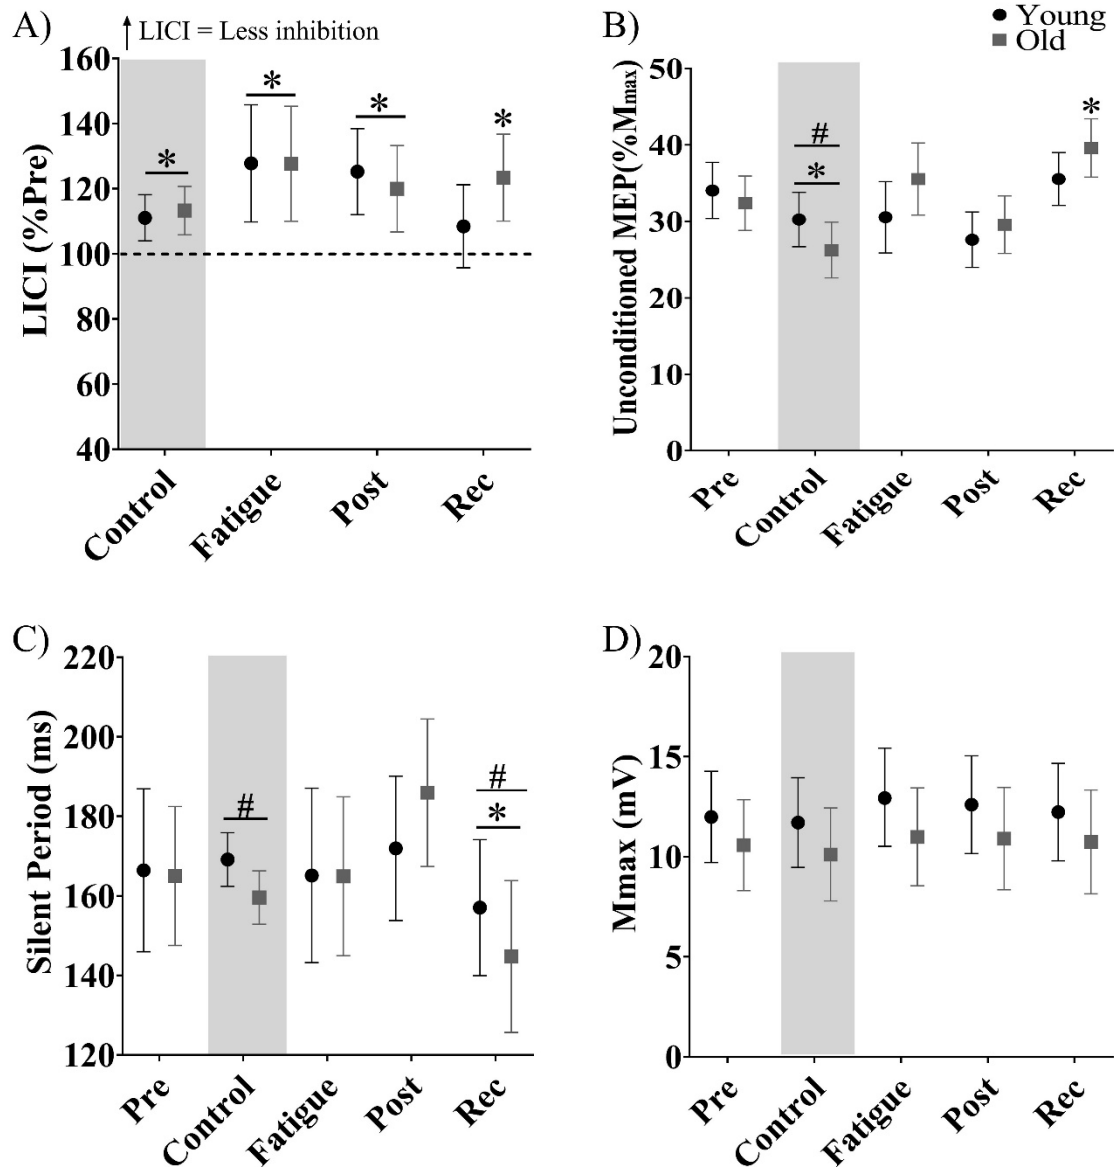 A)
↑ LICI = Less inhibition
LICI (%Pre)
160
140
120
100
80
60
40
*
*
*
*
Control
Fatigue
Post
Rec
B)
Young
Old
Unconditioned MEP(%Mmax)
50
40
30
20
10
0
#
*
*
Pre
Control
Fatigue
Post
Rec
C)
Silent Period (ms)
220
200
180
160
140
120
#
#
*
Pre
Control
Fatigue
Post
Rec
D)
Mmax (mV)
20
15
10
5
0
Pre
Control
Fatigue
Post
Rec